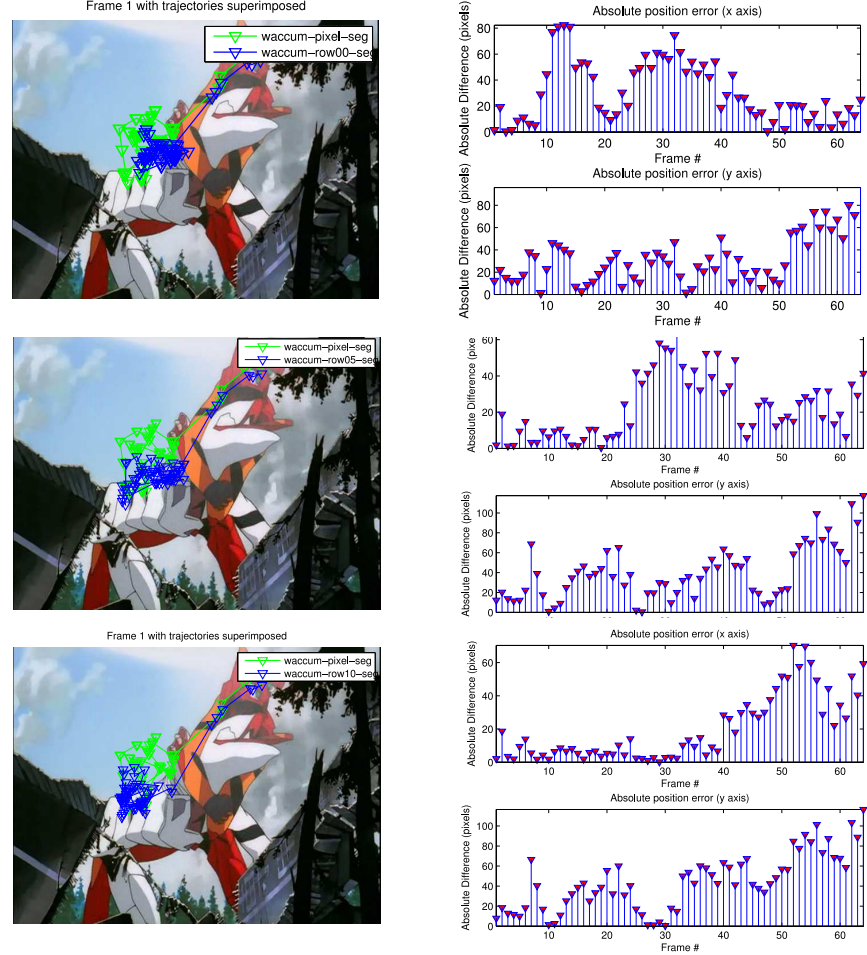 Frame 1 with trajectories superimposed
waccum-pixel-seg
waccum-row00-seg
Absolute position error (x axis)
Absolute Difference (pixels)
80
60
40
20
0
10 20 30 40 50 60
Frame #
Absolute position error (y axis)
Absolute Difference (pixels)
80
60
40
20
0
10 20 30 40 50 60
Frame #
waccum-pixel-seg
waccum-row05-seg
Absolute Difference (pixe
60
40
20
0
10 20 30 40 50 60
Frame #
Absolute position error (y axis)
Absolute Difference (pixels)
100
80
60
40
20
0
Frame 1 with trajectories superimposed
waccum-pixel-seg
waccum-row10-seg
Absolute position error (x axis)
Absolute Difference (pixels)
60
40
20
0
10 20 30 40 50 60
Frame #
Absolute position error (y axis)
Absolute Difference (pixels)
100
80
60
40
20
0
10 20 30 40 50 60
Frame #